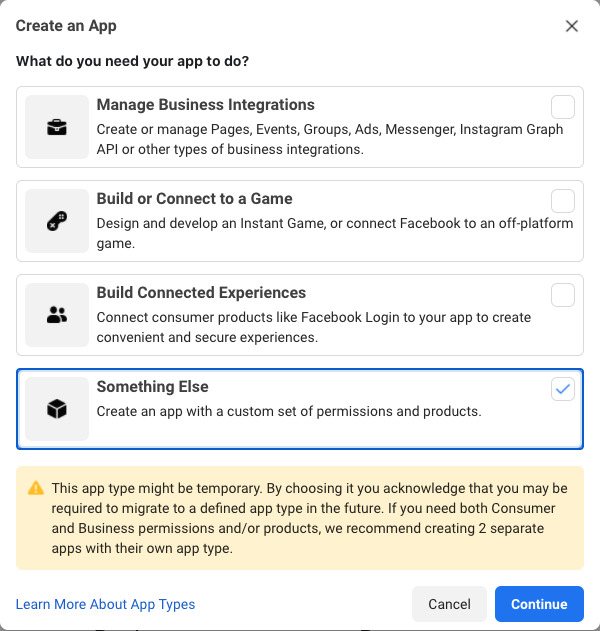 Create an App
What do you need your app to do?
Manage Business Integrations
Create or manage Pages, Events, Groups, Ads, Messenger, Instagram Graph
API or other types of business integrations.
Build or Connect to a Game
Design and develop an Instant Game, or connect Facebook to an off-platform
game.
Build Connected Experiences
Connect consumer products like Facebook Login to your app to create
convenient and secure experiences.
Something Else
Create an app with a custom set of permissions and products.
This app type might be temporary. By choosing it you acknowledge that you may be
required to migrate to a defined app type in the future. If you need both Consumer
and Business permissions and/or products, we recommend creating 2 separate
apps with their own app type.
Learn More About App Types
Cancel
Continue